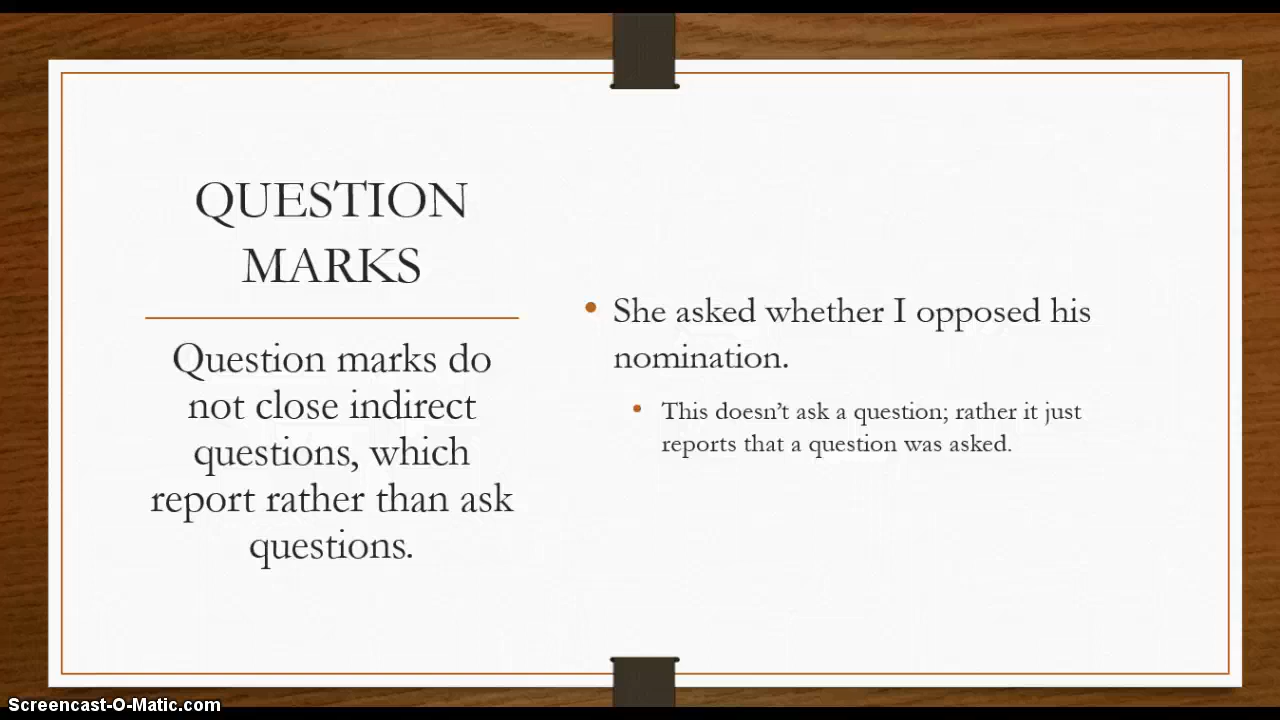 QUESTION
MARKS
Question marks do
not close indirect
questions, which
report rather than ask
questions.
• She asked whether I opposed his
nomination.
• This doesn’t ask a question; rather it just
reports that a question was asked.
Screencast-O-Matic.com